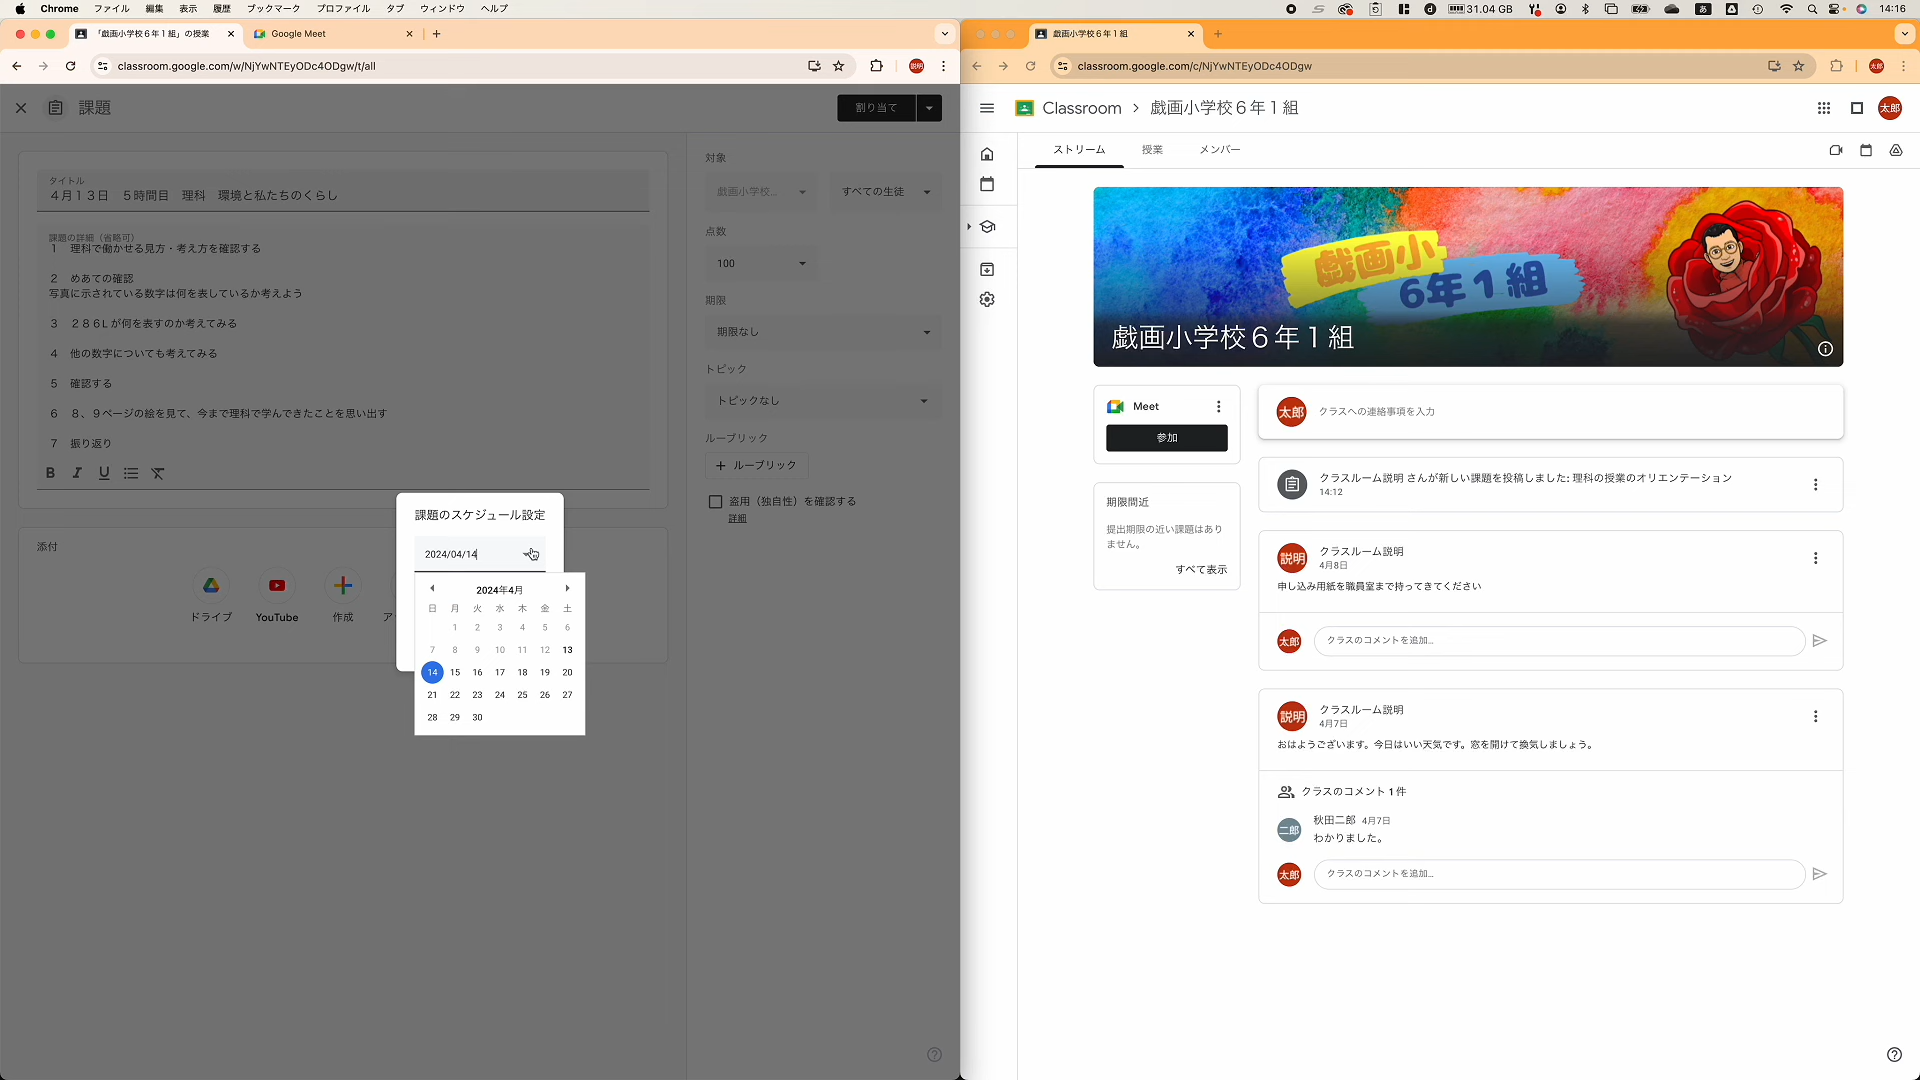 Chrome ファイル 編集 表示 履歴 ブックマーク プロファイル タブ ウィンドウ ヘルプ
31.04 GB あ 14:16
「戯画小学校６年１組」の授業
Google Meet
classroom.google.com/w/NjYwNTEyODc4ODgw/t/all
説明
課題
割り当て
タイトル
４月１３日　５時間目　理科　環境と私たちのくらし
課題の詳細（省略可）
１　理科で働かせる見方・考え方を確認する
２　めあての確認
写真に示されている数字は何を表しているか考えよう
３　２８６Lが何を表すのか考えてみる
４　他の数字についても考えてみる
５　確認する
６　８、９ページの絵を見て、今まで理科で学んできたことを思い出す
７　振り返り
B I U
添付
ドライブ
YouTube
作成
ア
対象
戯画小学校...
すべての生徒
点数
100
期限
期限なし
トピック
トピックなし
ルーブリック
ルーブリック
盗用（独自性）を確認する
詳細
課題のスケジュール設定
2024/04/14
2024年4月
日 月 火 水 木 金 土
1 2 3 4 5 6
7 8 9 10 11 12 13
14 15 16 17 18 19 20
21 22 23 24 25 26 27
28 29 30
戯画小学校６年１組
classroom.google.com/c/NjYwNTEyODc4ODgw
太郎
Classroom
戯画小学校６年１組
太郎
ストリーム
授業
メンバー
戯画小
6年１組
戯画小学校６年１組
Meet
参加
期限間近
提出期限の近い課題はあり
ません。
すべて表示
太郎
クラスへの連絡事項を入力
クラスルーム説明 さんが新しい課題を投稿しました: 理科の授業のオリエンテーション
14:12
説明
クラスルーム説明
4月8日
申し込み用紙を職員室まで持ってきてください
太郎
クラスのコメントを追加...
説明
クラスルーム説明
4月7日
おはようございます。今日はいい天気です。窓を開けて換気しましょう。
クラスのコメント 1 件
二郎
秋田二郎 4月7日
わかりました。
太郎
クラスのコメントを追加...